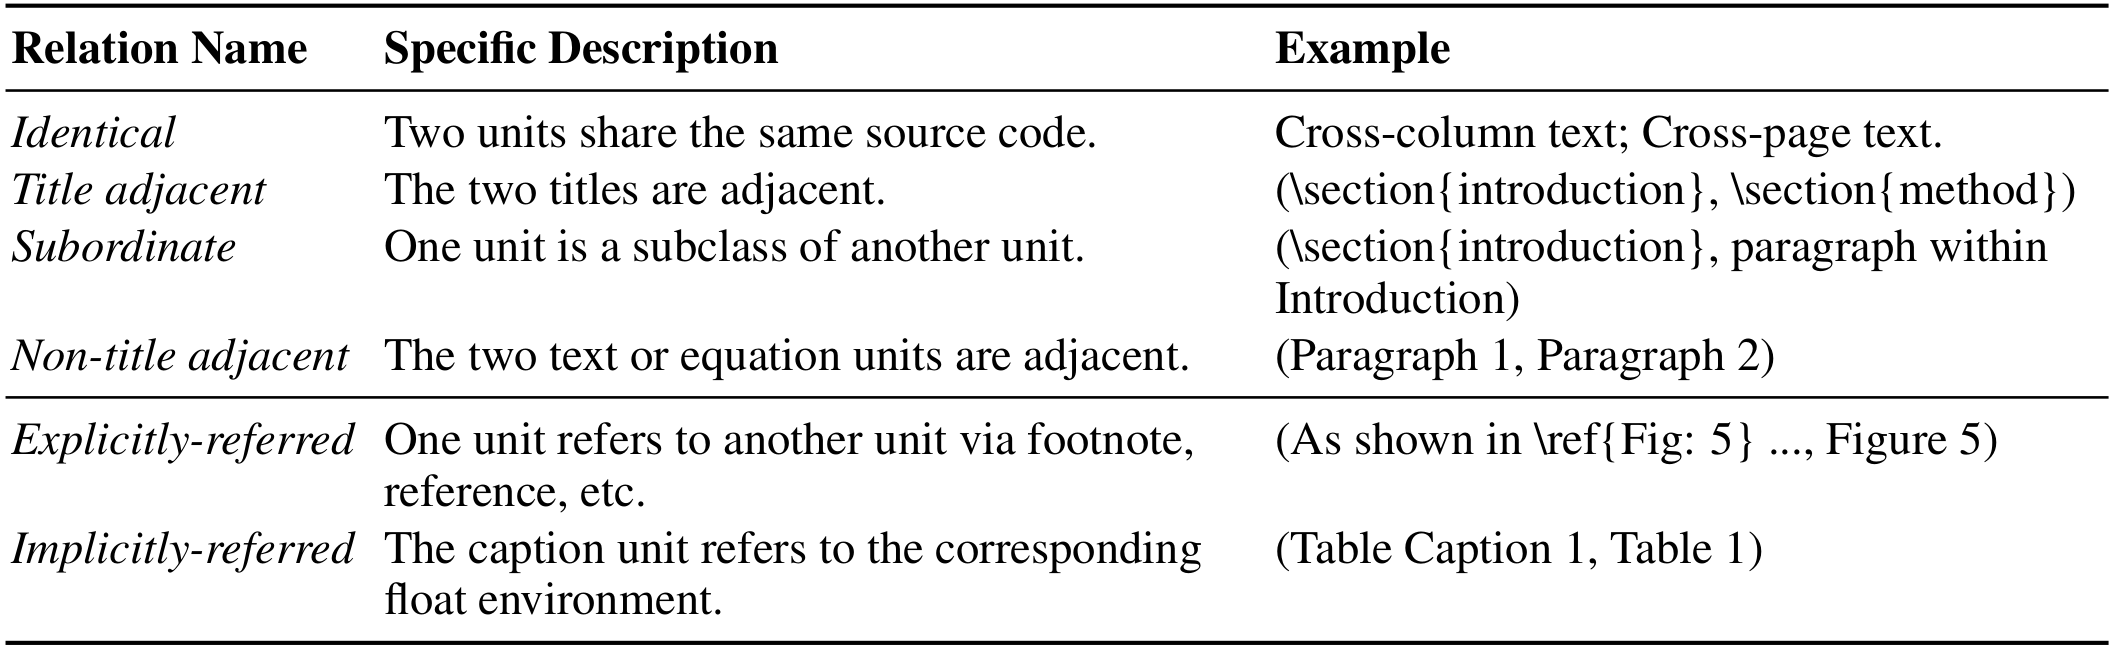 Relation Name Specific Description Example
Identical Two units share the same source code. Cross-column text; Cross-page text.
Title adjacent The two titles are adjacent. (\section{introduction}, \section{method})
Subordinate One unit is a subclass of another unit. (\section{introduction}, paragraph within
Introduction)
Non-title adjacent The two text or equation units are adjacent. (Paragraph 1, Paragraph 2)
Explicitly-referred One unit refers to another unit via footnote, (As shown in \ref{Fig: 5} ..., Figure 5)
reference, etc.
Implicitly-referred The caption unit refers to the corresponding (Table Caption 1, Table 1)
float environment.